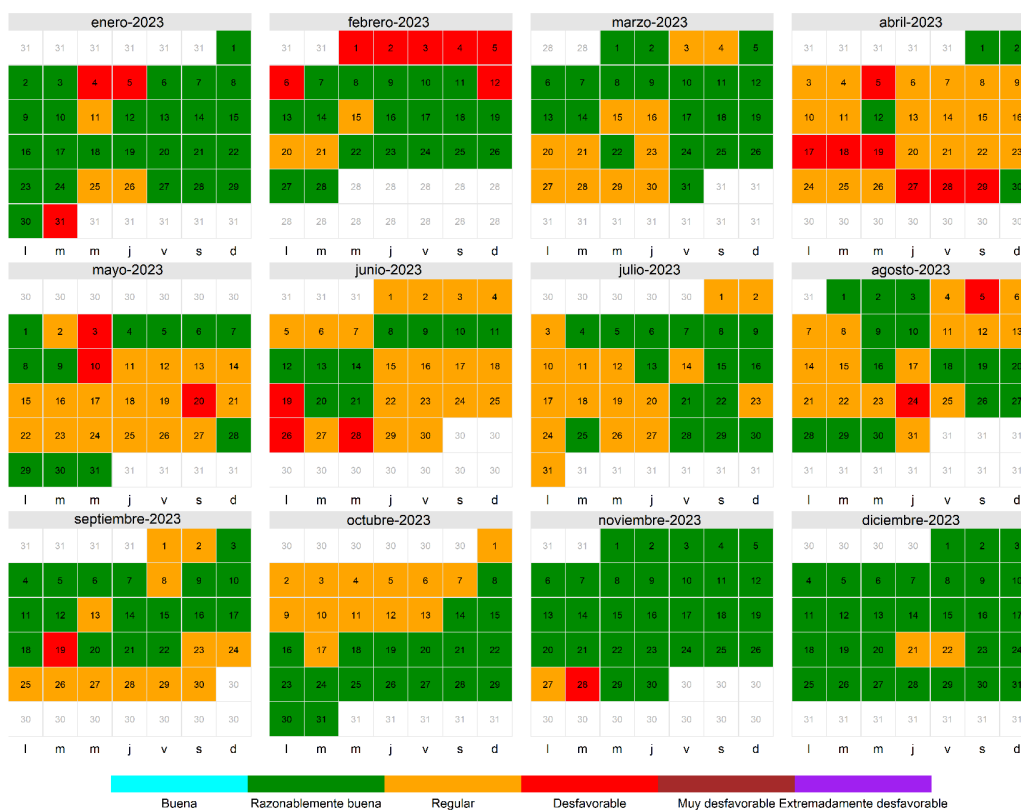 enero-2023
31 31 31 31 31 31 1
2 3 4 5 6 7 8
9 10 11 12 13 14 15
16 17 18 19 20 21 22
23 24 25 26 27 28 29
30 31 31 31 31 31 31
l m m j v s d
febrero-2023
31 31 1 2 3 4 5
6 7 8 9 10 11 12
13 14 15 16 17 18 19
20 21 22 23 24 25 26
27 28 28 28 28 28 28
28 28 28 28 28 28 28
l m m j v s d
marzo-2023
28 28 1 2 3 4 5
6 7 8 9 10 11 12
13 14 15 16 17 18 19
20 21 22 23 24 25 26
27 28 29 30 31 31 31
31 31 31 31 31 31 31
l m m j v s d
abril-2023
31 31 31 31 31 1 2
3 4 5 6 7 8 9
10 11 12 13 14 15 16
17 18 19 20 21 22 23
24 25 26 27 28 29 30
30 30 30 30 30 30 30
l m m j v s d
mayo-2023
30 30 30 30 30 30 30
1 2 3 4 5 6 7
8 9 10 11 12 13 14
15 16 17 18 19 20 21
22 23 24 25 26 27 28
29 30 31 31 31 31 31
l m m j v s d
junio-2023
31 31 31 1 2 3 4
5 6 7 8 9 10 11
12 13 14 15 16 17 18
19 20 21 22 23 24 25
26 27 28 29 30 30 30
30 30 30 30 30 30 30
l m m j v s d
julio-2023
30 30 30 30 30 1 2
3 4 5 6 7 8 9
10 11 12 13 14 15 16
17 18 19 20 21 22 23
24 25 26 27 28 29 30
31 31 31 31 31 31 31
l m m j v s d
agosto-2023
31 1 2 3 4 5 6
7 8 9 10 11 12 13
14 15 16 17 18 19 20
21 22 23 24 25 26 27
28 29 30 31 31 31 31
31 31 31 31 31 31 31
l m m j v s d
septiembre-2023
31 31 31 31 1 2 3
4 5 6 7 8 9 10
11 12 13 14 15 16 17
18 19 20 21 22 23 24
25 26 27 28 29 30 30
30 30 30 30 30 30 30
l m m j v s d
octubre-2023
30 30 30 30 30 30 1
2 3 4 5 6 7 8
9 10 11 12 13 14 15
16 17 18 19 20 21 22
23 24 25 26 27 28 29
30 31 31 31 31 31 31
l m m j v s d
noviembre-2023
31 31 1 2 3 4 5
6 7 8 9 10 11 12
13 14 15 16 17 18 19
20 21 22 23 24 25 26
27 28 29 30 30 30 30
30 30 30 30 30 30 30
l m m j v s d
diciembre-2023
30 30 30 30 1 2 3
4 5 6 7 8 9 10
11 12 13 14 15 16 17
18 19 20 21 22 23 24
25 26 27 28 29 30 31
31 31 31 31 31 31 31
l m m j v s d
Buena Razonablemente buena Regular Desfavorable Muy desfavorable Extremadamente desfavorable